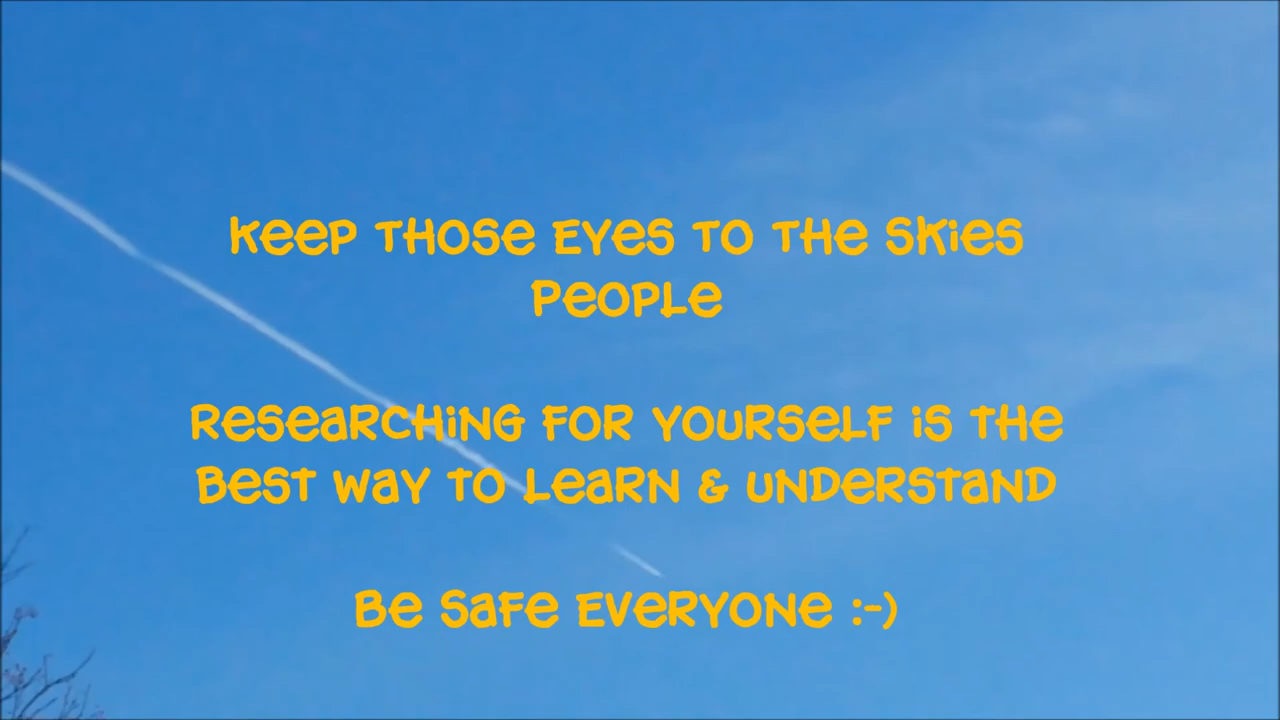 Keep those eyes to the skies
people
Researching for yourself is the
best way to learn & understand
Be safe everyone :-)